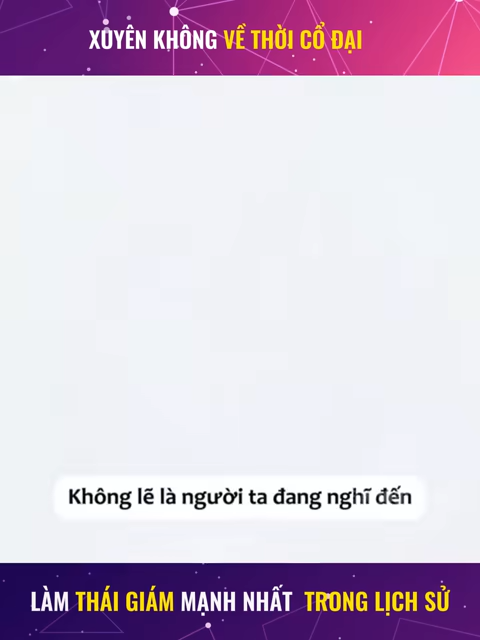 XUYÊN KHÔNG VỀ THỜI CỔ ĐẠI
Không lẽ là người ta đang nghĩ đến
LÀM THÁI GIÁM MẠNH NHẤT TRONG LỊCH SỬ